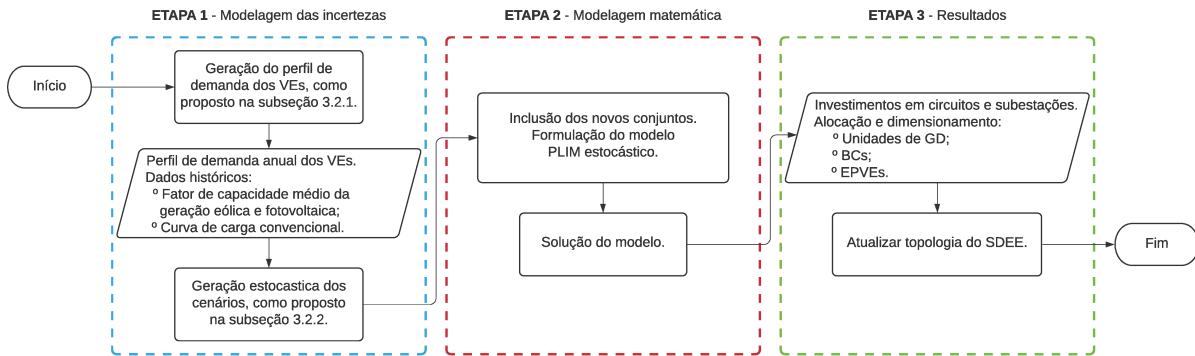 ETAPA 1 - Modelagem das incertezas
ETAPA 2 - Modelagem matemática
ETAPA 3 - Resultados
Início
Geração do perfil de
demanda dos VEs, como
proposto na subseção 3.2.1.
Perfil de demanda anual dos VEs.
Dados históricos:
º Fator de capacidade médio da
geração eólica e fotovoltaica;
º Curva de carga convencional.
Geração estocastica dos
cenários, como proposto
na subseção 3.2.2.
Inclusão dos novos conjuntos.
Formulação do modelo
PLIM estocástico.
Solução do modelo.
Investimentos em circuitos e subestações.
Alocação e dimensionamento:
º Unidades de GD;
º BCs;
º EPVEs.
Atualizar topologia do SDEE.
Fim